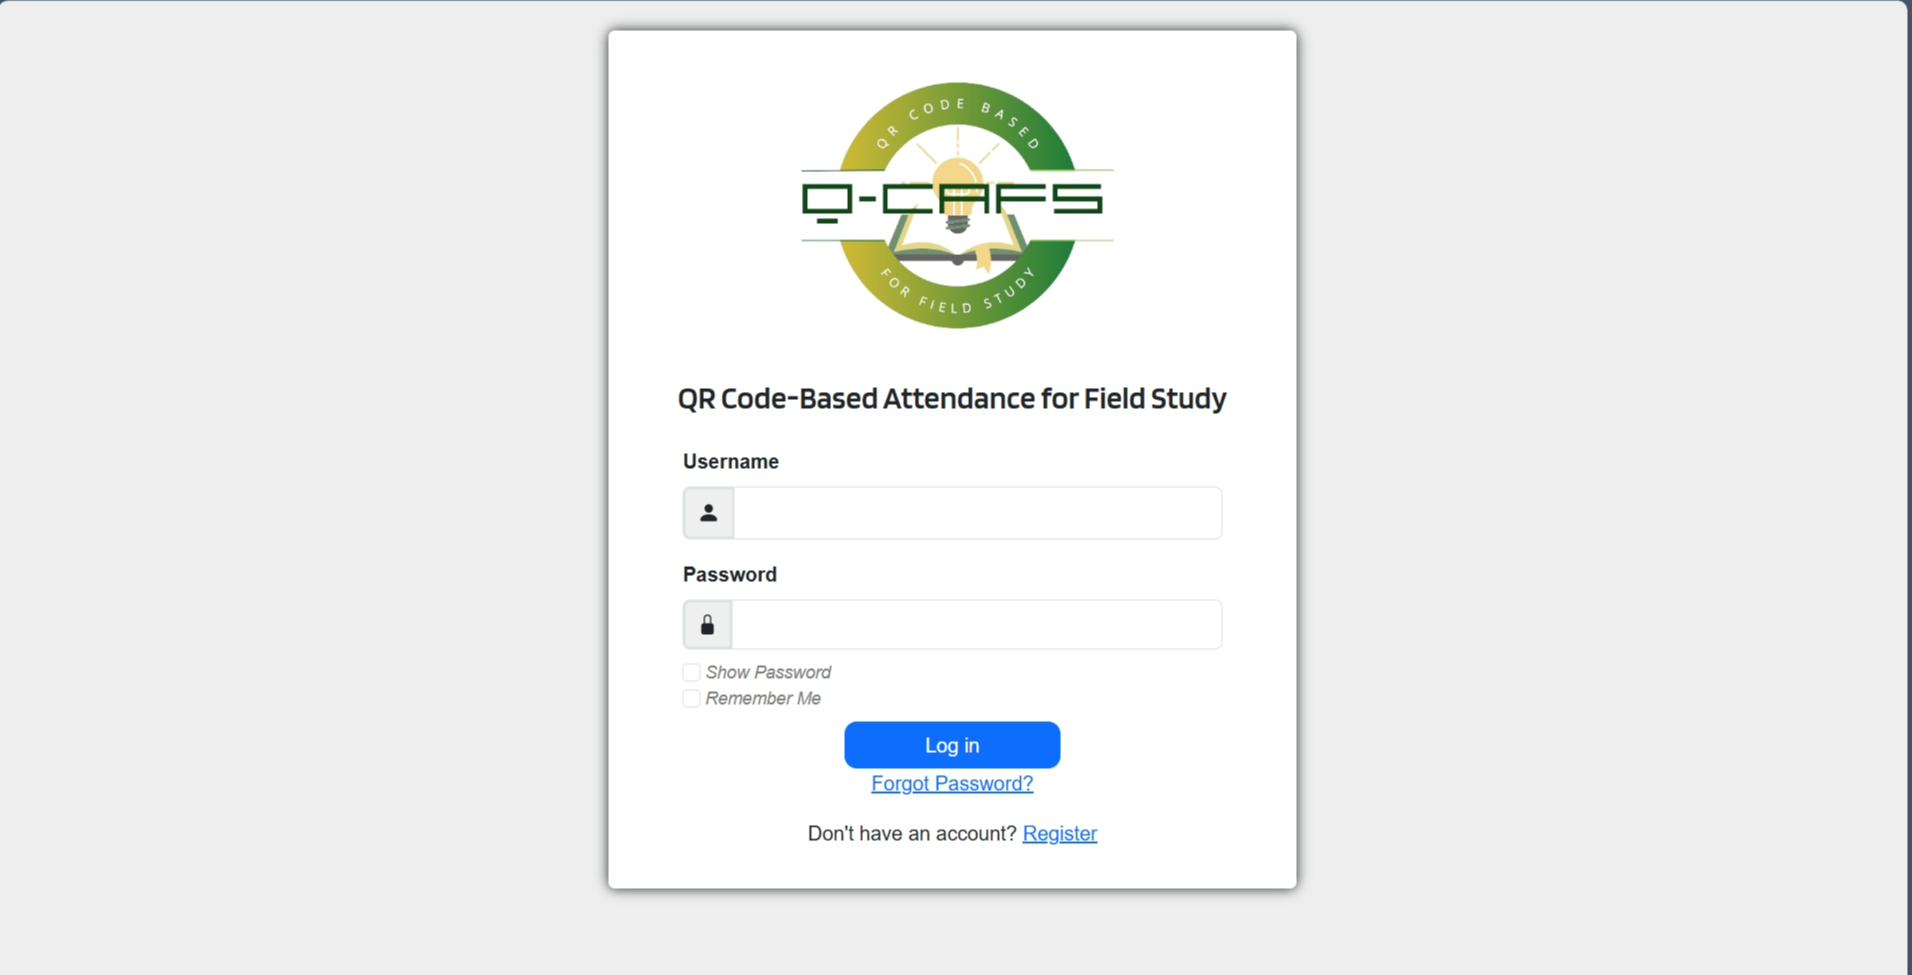 QR CODE BASED
Q-CAFS
FOR FIELD STUDY
QR Code-Based Attendance for Field Study
Username
Password
Show Password
Remember Me
Log in
Forgot Password?
Don't have an account? Register